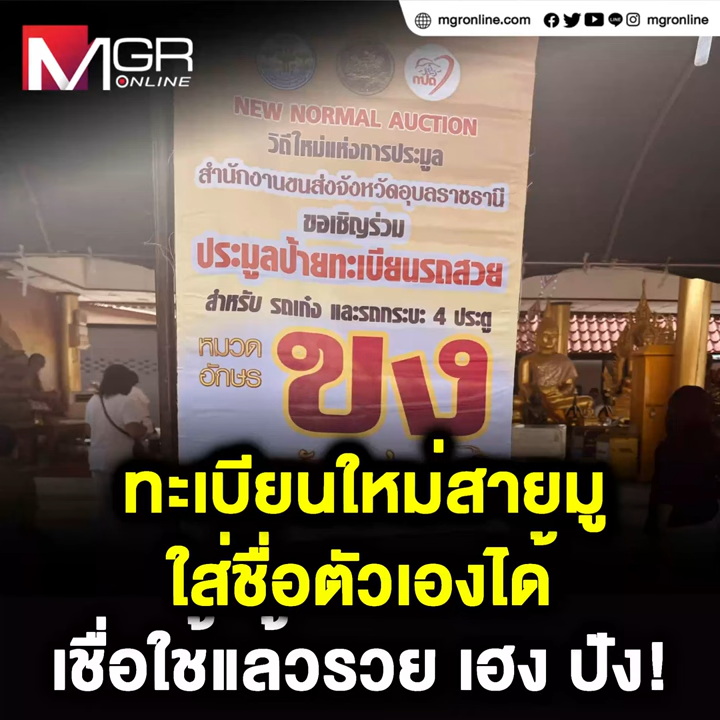 MGR
ONLINE
mgronline.com
mgronline
กปถ
NEW NORMAL AUCTION
วิถีใหม่แห่งการประมูล
สำนักงานขนส่งจังหวัดอุบลราชธานี
ขอเชิญร่วม
ประมูลป้ายทะเบียนรถสวย
สำหรับ รถเก๋ง และรถกระบะ 4 ประตู
หมวด
อักษร
ขง
ทะเบียนใหม่สายมู
ใส่ชื่อตัวเองได้
เชื่อใช้แล้วรวย เฮง ปัง!